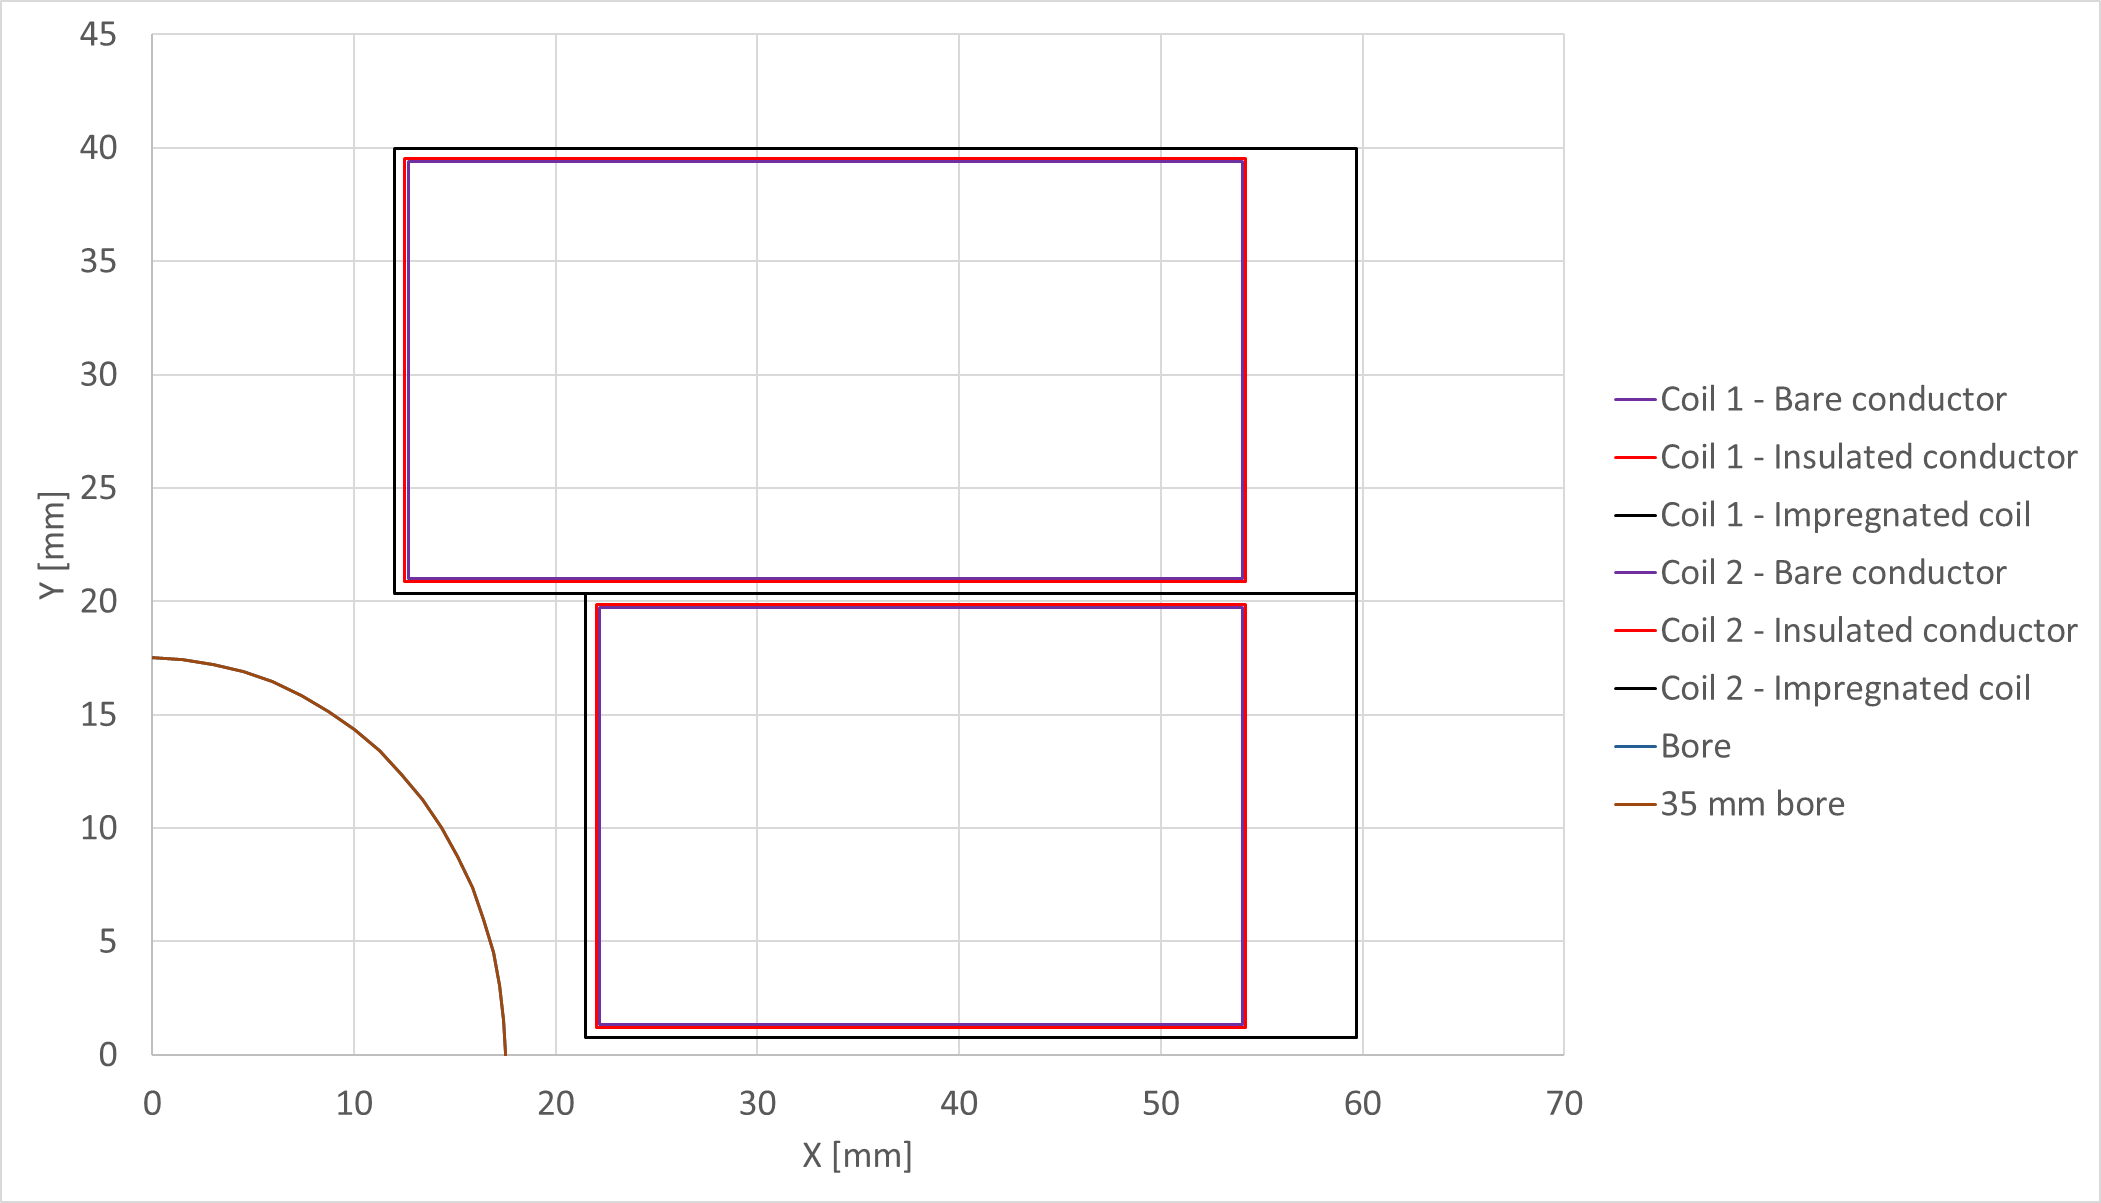 45
40
35
30
25
20
15
10
5
0
Y [mm]
0 10 20 30 40 50 60 70
X [mm]
Coil 1 - Bare conductor
Coil 1 - Insulated conductor
Coil 1 - Impregnated coil
Coil 2 - Bare conductor
Coil 2 - Insulated conductor
Coil 2 - Impregnated coil
Bore
35 mm bore